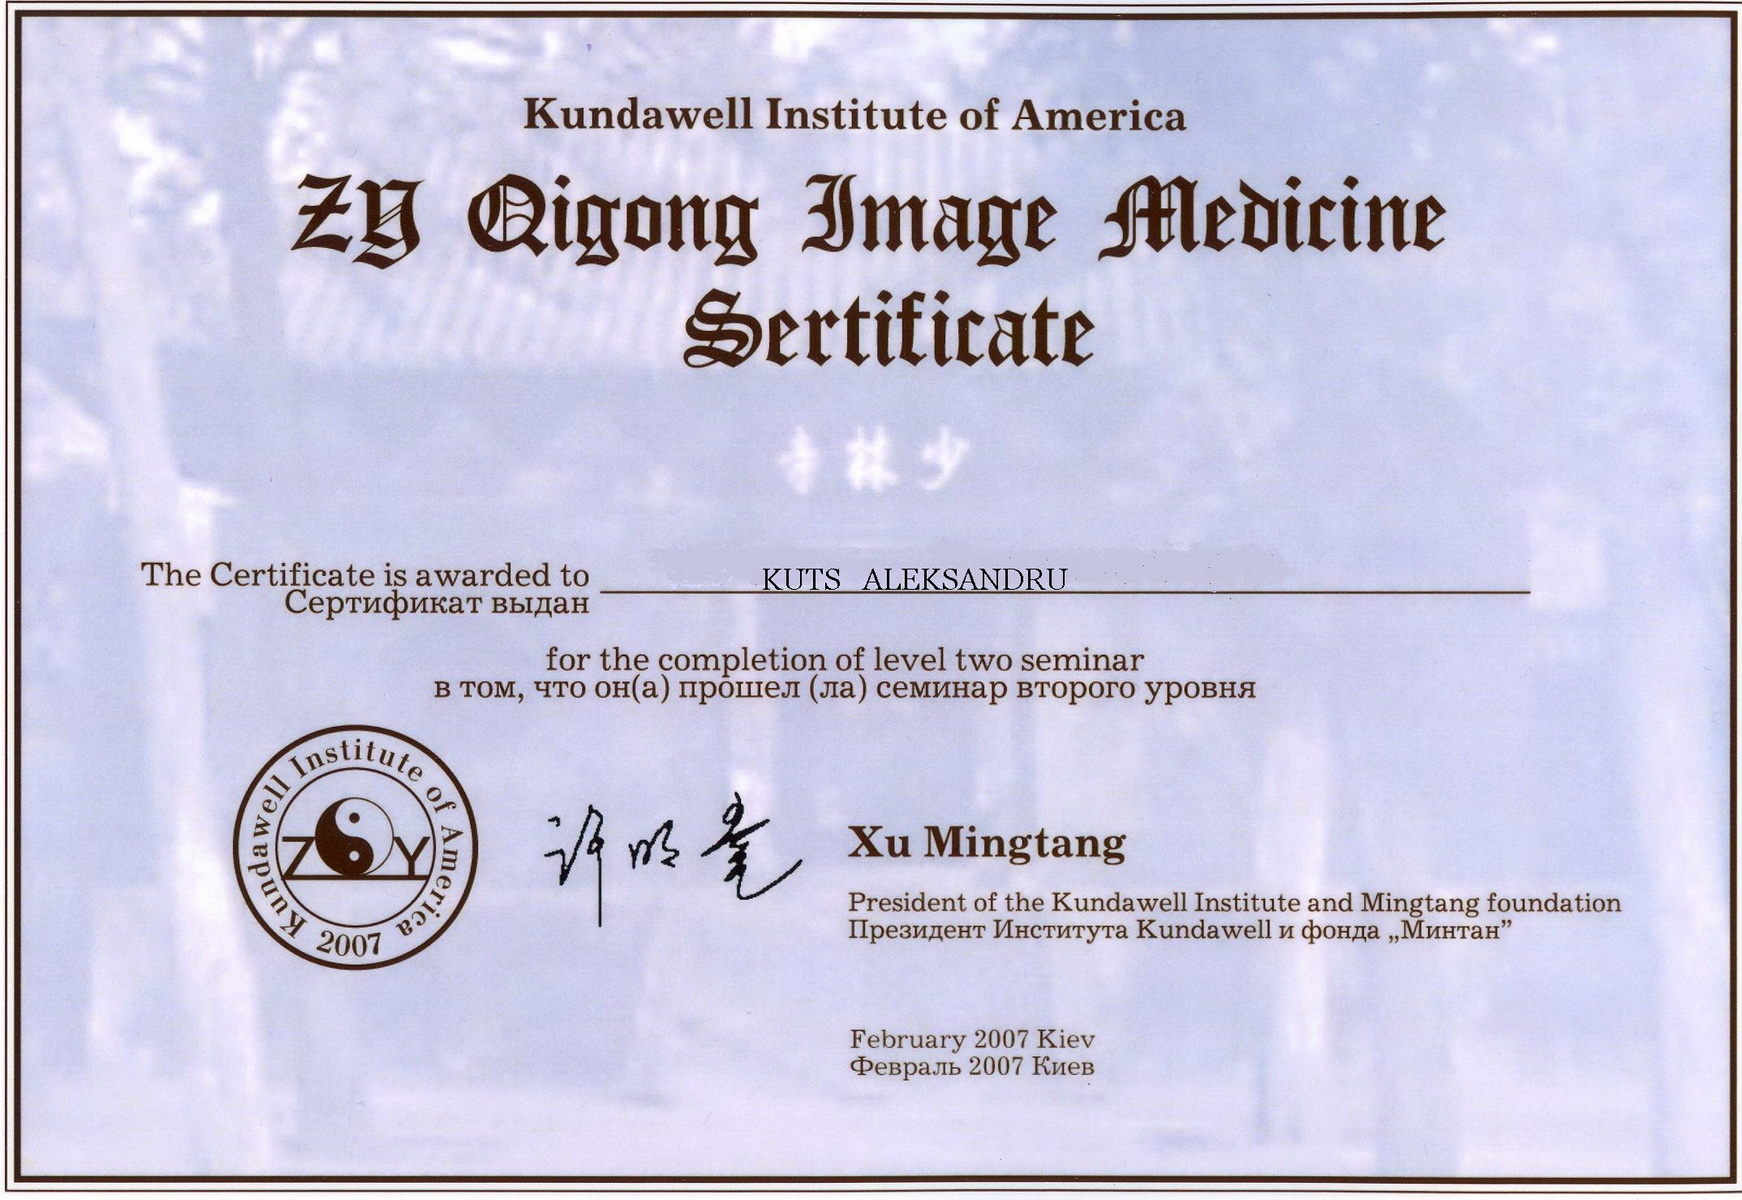 Kundawell Institute of America
ZY Qigong Image Medicine
Sertificate
寺林少
The Certificate is awarded to KUTS ALEKSANDRU
Сертификат выдан
for the completion of level two seminar
в том, что он(а) прошел (ла) семинар второго уровня
Kundawell Institute of America
ZY
2007
许明堂
Xu Mingtang
President of the Kundawell Institute and Mingtang foundation
Президент Института Kundawell и фонда „Минтан”
February 2007 Kiev
Февраль 2007 Киев